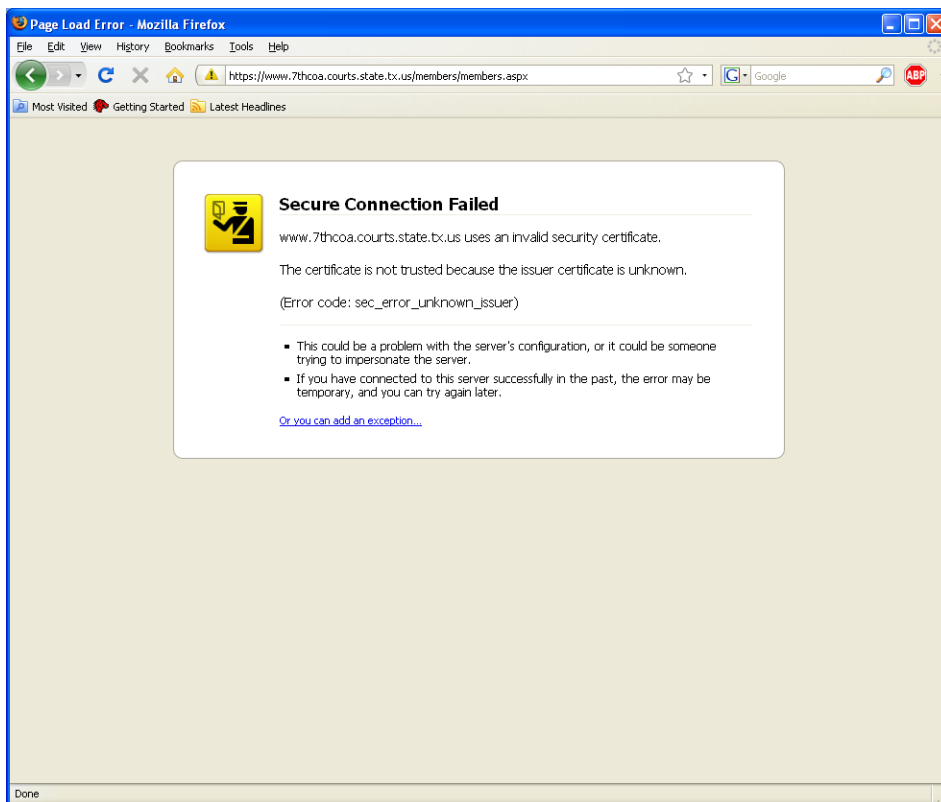 Page Load Error - Mozilla Firefox
File Edit View History Bookmarks Tools Help
https://www.7thcoa.courts.state.tx.us/members/members.aspx G Google ABP
Most Visited Getting Started Latest Headlines
Secure Connection Failed
www.7thcoa.courts.state.tx.us uses an invalid security certificate.
The certificate is not trusted because the issuer certificate is unknown.
(Error code: sec_error_unknown_issuer)
This could be a problem with the server's configuration, or it could be someone
trying to impersonate the server.
If you have connected to this server successfully in the past, the error may be
temporary, and you can try again later.
Or you can add an exception...
Done